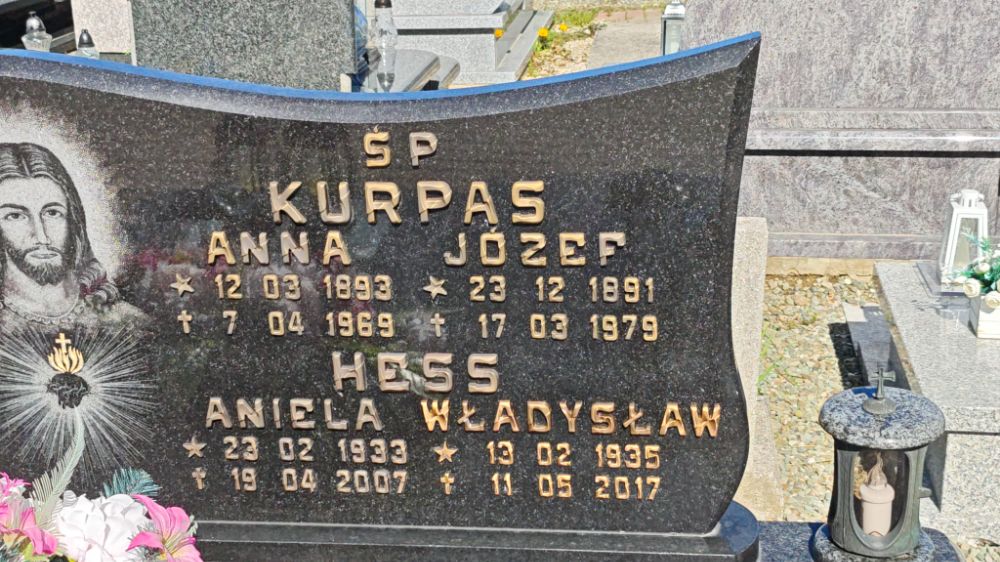 Ś P
KURPAS
ANNA JÓZEF
★ 12 03 1893 ★ 23 12 1891
✝ 7 04 1969 ✝ 17 03 1979
HESS
ANIELA WŁADYSŁAW
★ 23 02 1933 ★ 13 02 1935
✝ 19 04 2007 ✝ 11 05 2017